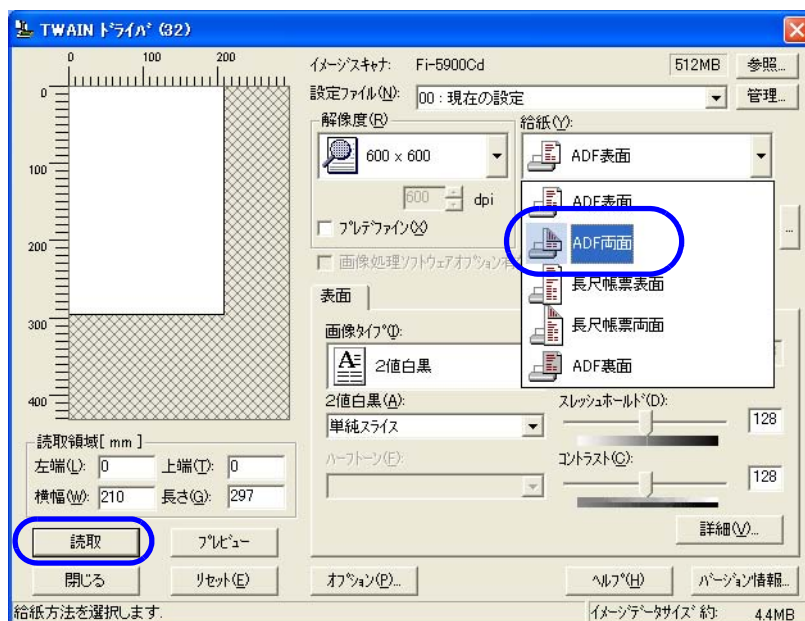 TWAIN ドライバ (32)
0 100 200
0
100
200
300
400
イメージスキャナ: Fi-5900Cd 512MB 参照...
設定ファイル(N): 00 : 現在の設定 管理...
解像度(R)
600 × 600
600 dpi
プレデファイン(X)
給紙(Y):
ADF表面
ADF表面
ADF両面
長尺帳票表面
長尺帳票両面
ADF裏面
...
画像処理ソフトウェアオプション有
表面
画像タイプ(I):
2値白黒
2値白黒(A):
単純スライス
ハーフトーン(F):
スレッショホールド(D):
128
コントラスト(C):
128
詳細(V)...
読取領域[ mm ]
左端(L): 0 上端(T): 0
横幅(W): 210 長さ(G): 297
読取 プレビュー
閉じる リセット(E) オプション(P)... ヘルプ(H) バージョン情報...
給紙方法を選択します. イメージデータサイズ 約: 4.4MB